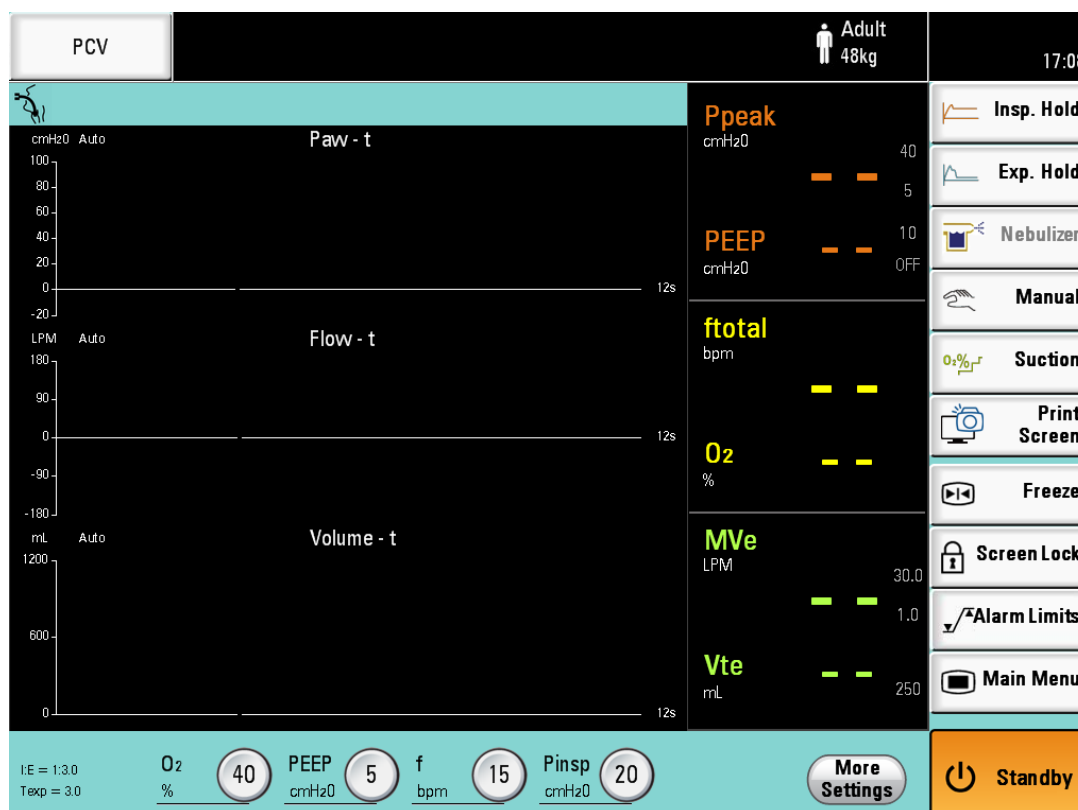 PCV
Adult
48kg
17:08
cmH2O Auto
Paw - t
100
80
60
40
20
0
-20
12s
LPM Auto
Flow - t
180
90
0
-90
-180
12s
mL Auto
Volume - t
1200
600
0
12s
Ppeak
cmH2O
40
-- 
5
PEEP
cmH2O
10
--
OFF
ftotal
bpm
--
O2
%
--
MVe
LPM
30.0
--
1.0
Vte
mL
--
250
Insp. Hold
Exp. Hold
Nebulizer
Manual
O2% Suction
Print
Screen
Freeze
Screen Lock
Alarm Limits
Main Menu
I:E = 1:3.0
Texp = 3.0
O2
%
40
PEEP
cmH2O
5
f
bpm
15
Pinsp
cmH2O
20
More
Settings
Standby